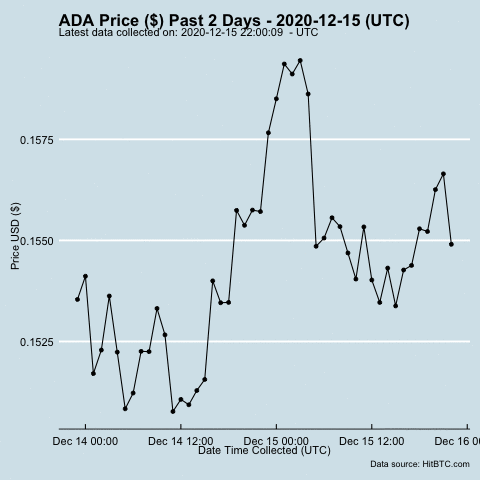 ADA Price ($) Past 2 Days - 2020-12-15 (UTC)
Latest data collected on: 2020-12-15 22:00:09  - UTC
0.1575
0.1550
0.1525
Price USD ($)
Dec 14 00:00
Dec 14 12:00
Dec 15 00:00
Dec 15 12:00
Dec 16 0
Date Time Collected (UTC)
Data source: HitBTC.com